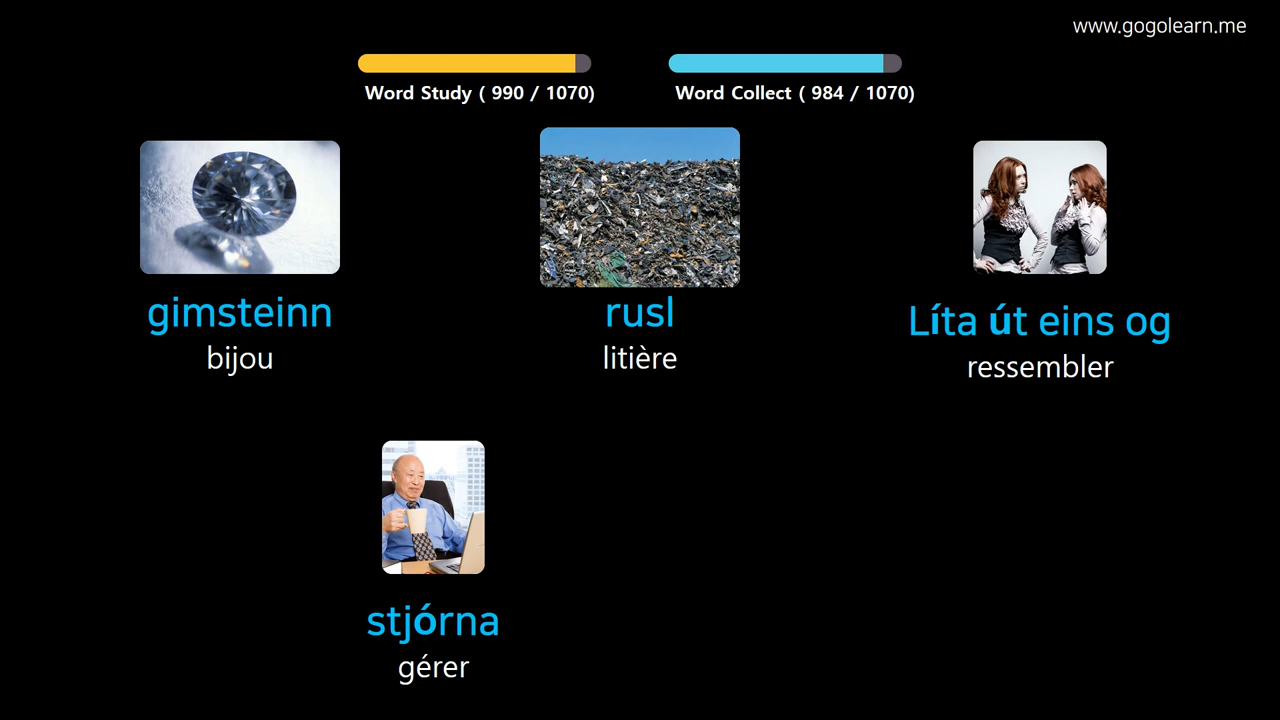 www.gogolearn.me
Word Study ( 990 / 1070)
Word Collect ( 984 / 1070)
gimsteinn
bijou
rusl
litière
Líta út eins og
ressembler
stjórna
gérer